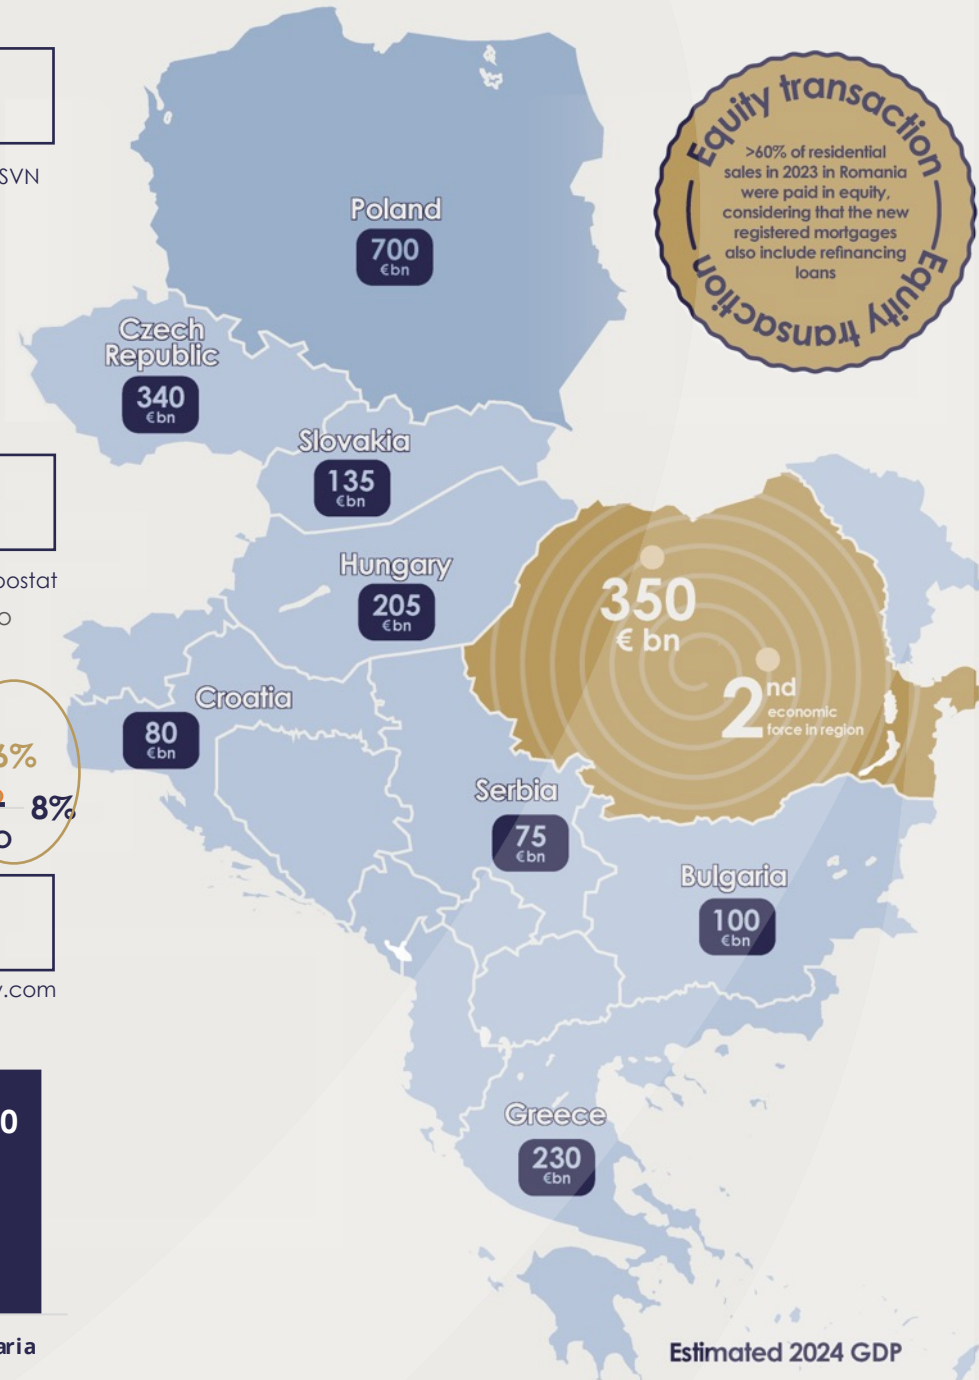 SVN
Equity transaction
>60% of residential
sales in 2023 in Romania
were paid in equity,
considering that the new
registered mortgages
also include refinancing
loans
Equity transaction
Poland
700
€bn
Czech
Republic
340
€bn
Slovakia
135
€bn
Hungary
205
€bn
350
€ bn
2nd
economic
force in region
Croatia
80
€bn
8%
Serbia
75
€bn
Bulgaria
100
€bn
Greece
230
€bn
Estimated 2024 GDP
.com